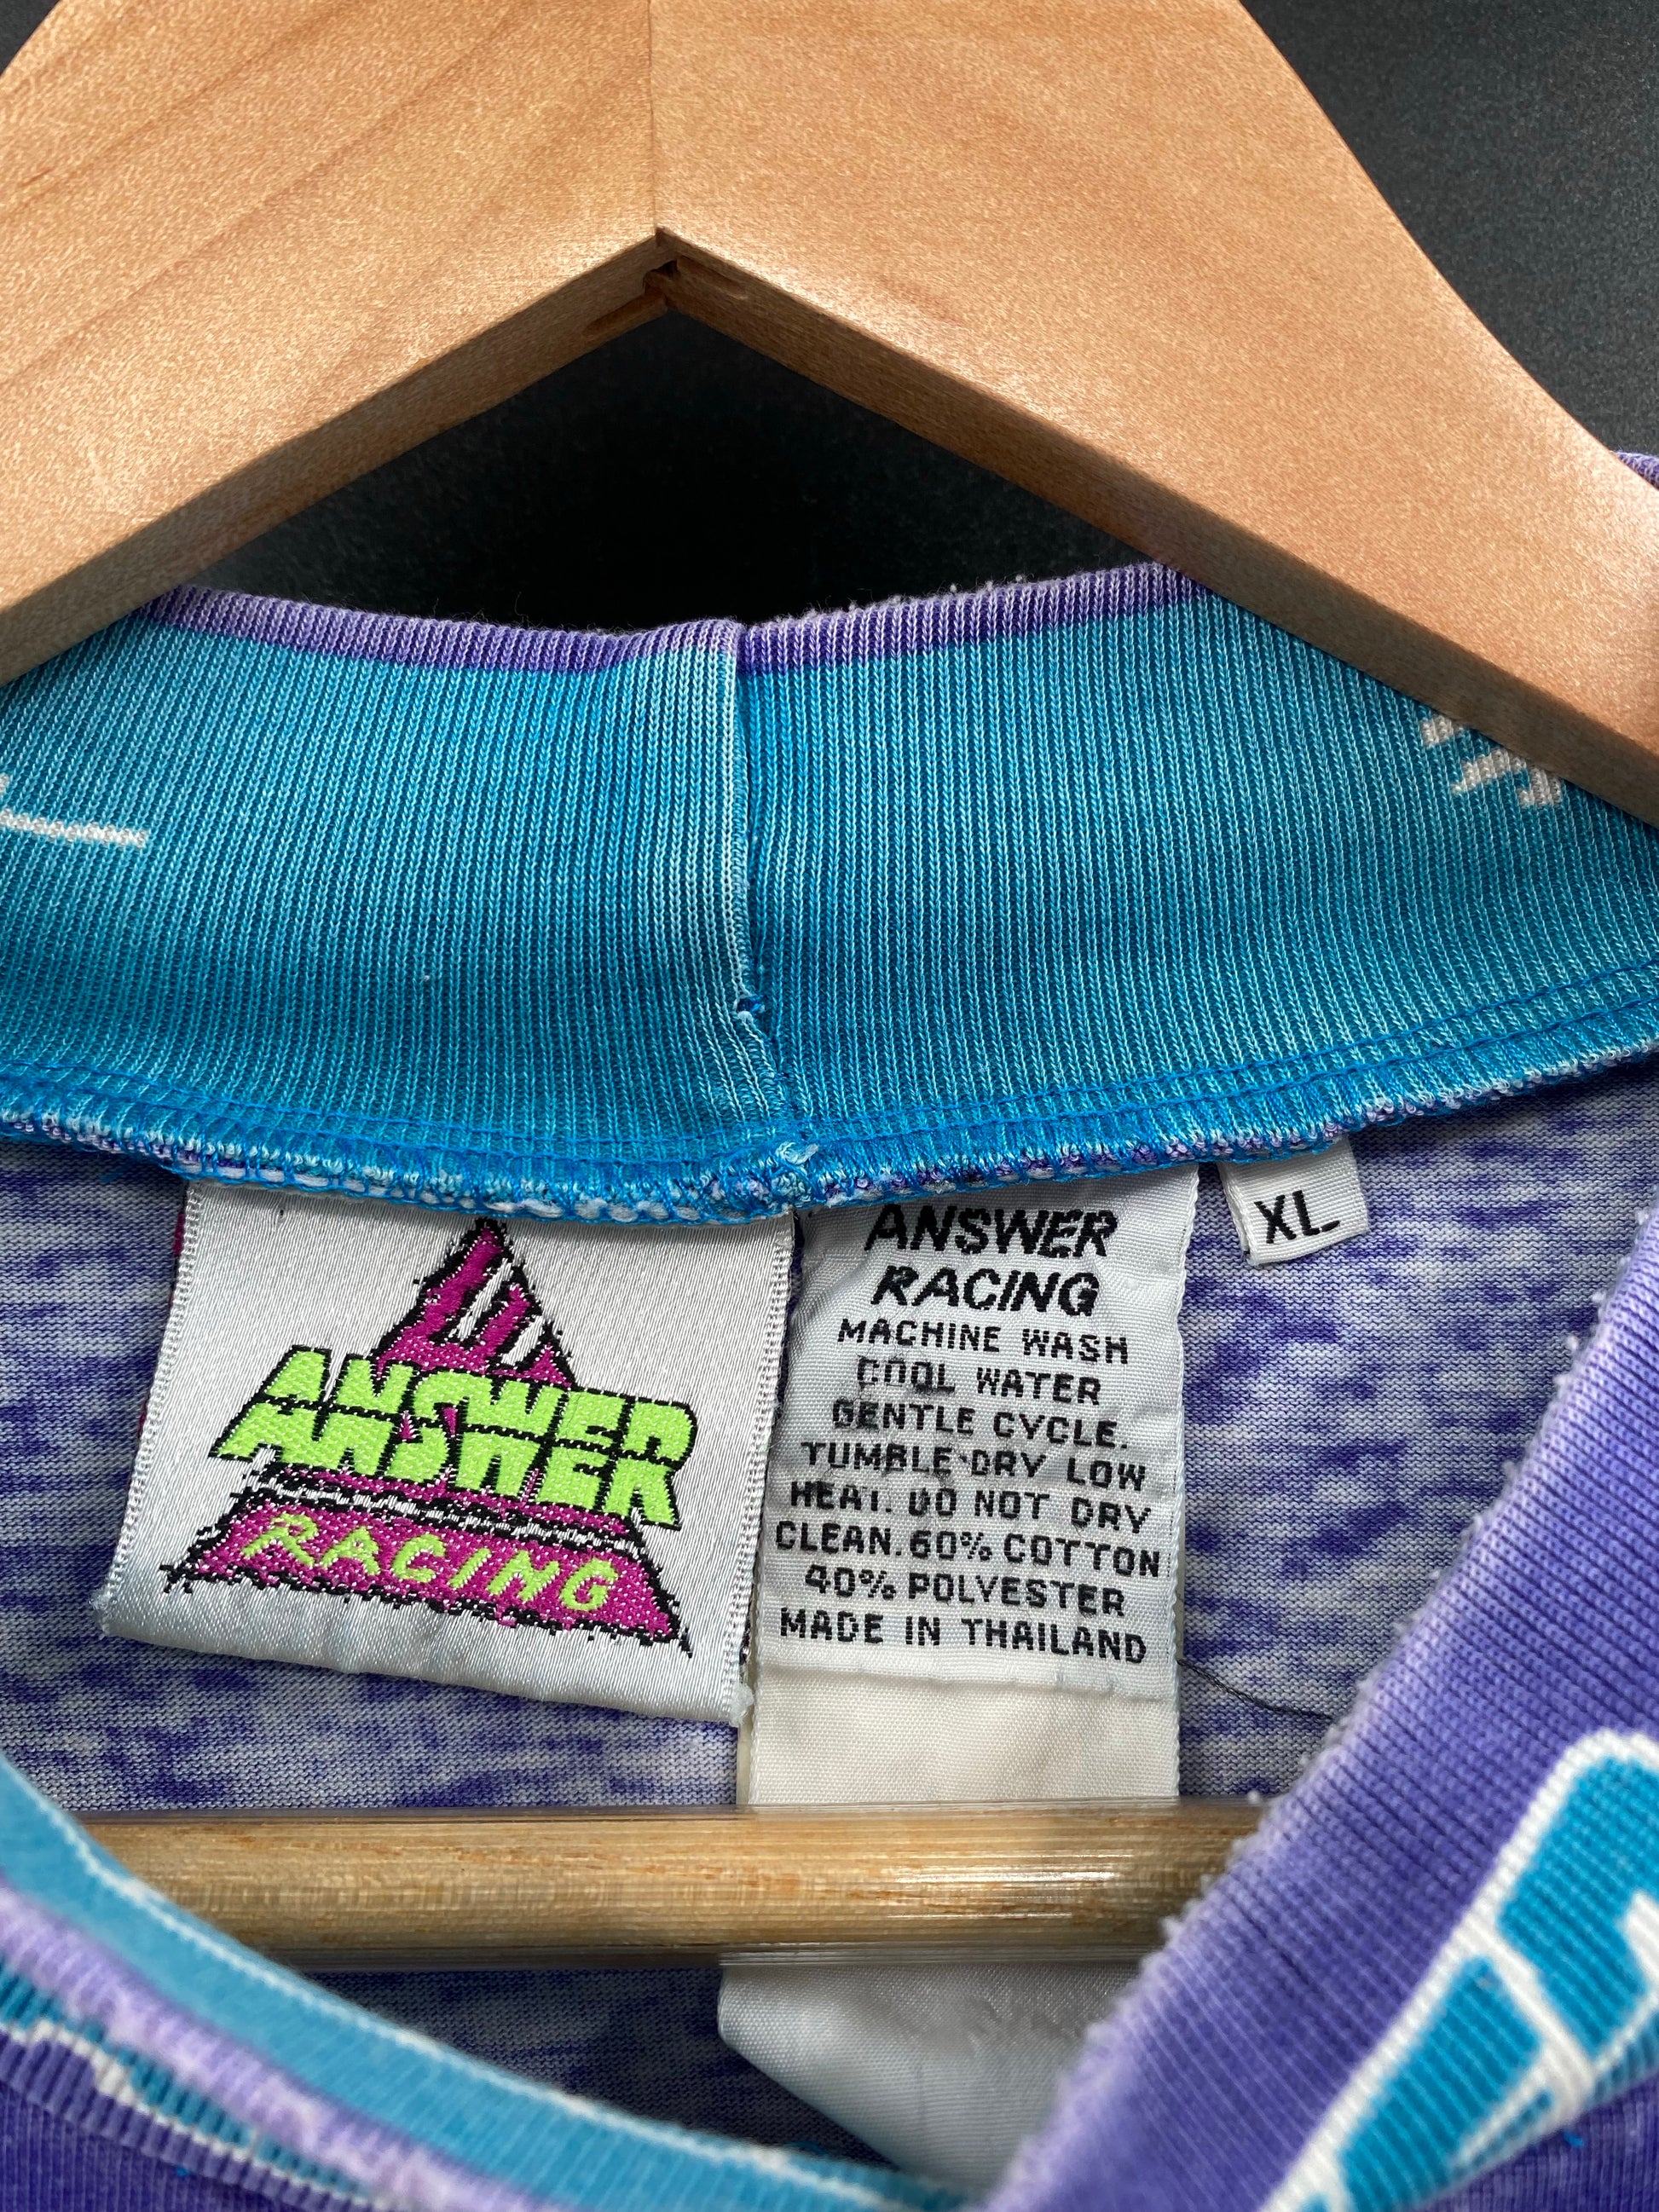 ANSWER
RACING
ANSWER
RACING
MACHINE WASH
COOL WATER
GENTLE CYCLE.
TUMBLE DRY LOW
HEAT. DO NOT DRY
CLEAN. 60% COTTON
40% POLYESTER
MADE IN THAILAND
XL